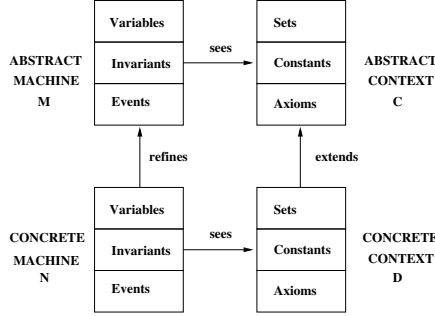 Variables
Sets
sees
ABSTRACT
MACHINE
M
Invariants
Constants
ABSTRACT
CONTEXT
C
Events
Axioms
refines
extends
Variables
Sets
CONCRETE
MACHINE
N
sees
Invariants
Constants
CONCRETE
CONTEXT
D
Events
Axioms